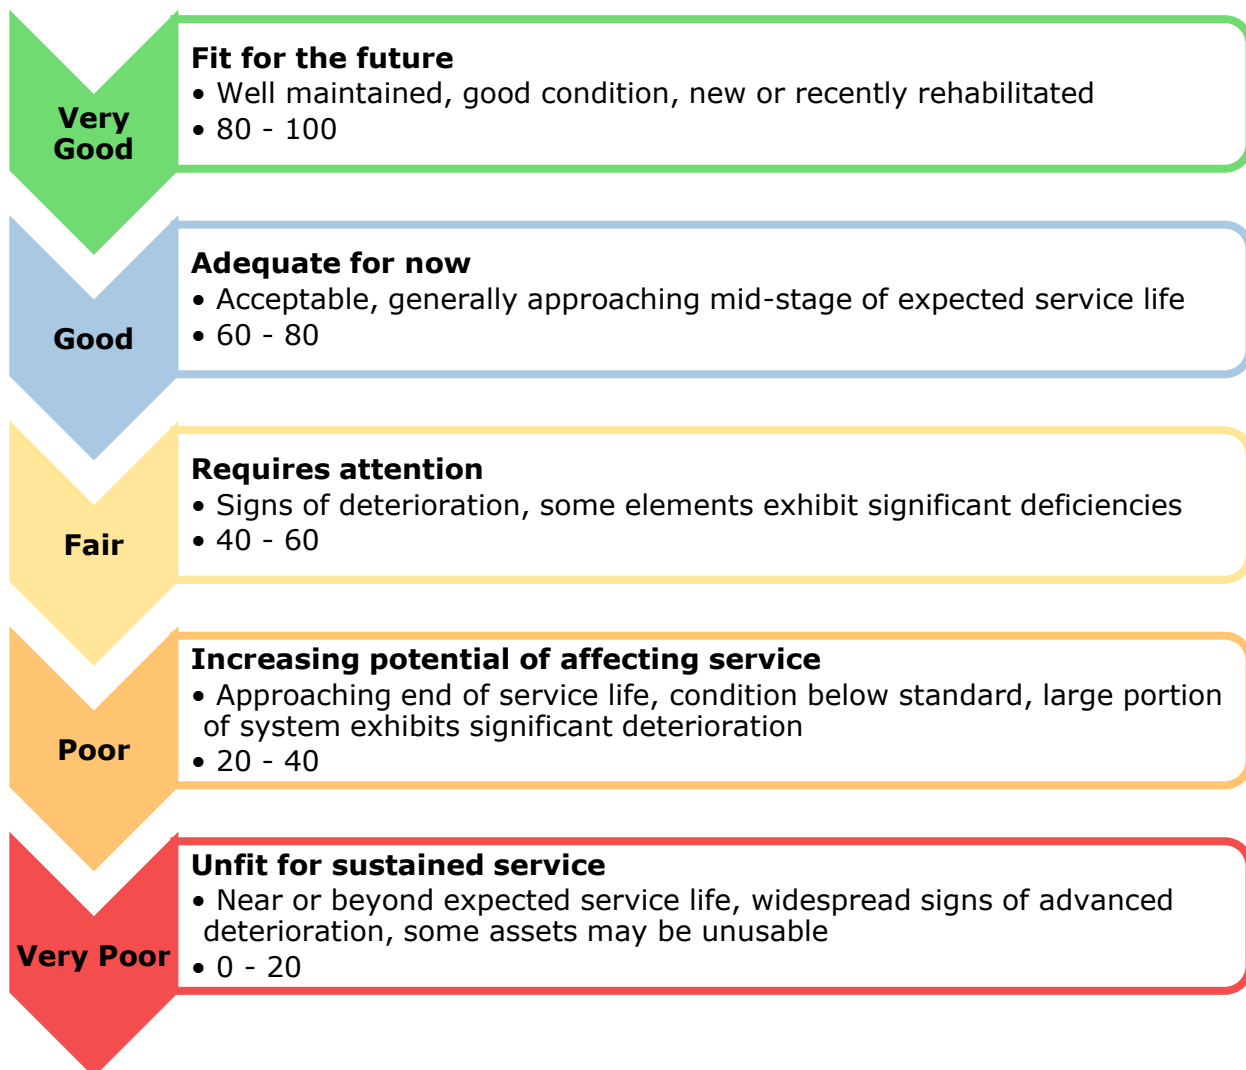 Very
Good
Fit for the future
• Well maintained, good condition, new or recently rehabilitated
• 80 - 100
Good
Adequate for now
• Acceptable, generally approaching mid-stage of expected service life
• 60 - 80
Fair
Requires attention
• Signs of deterioration, some elements exhibit significant deficiencies
• 40 - 60
Poor
Increasing potential of affecting service
• Approaching end of service life, condition below standard, large portion
of system exhibits significant deterioration
• 20 - 40
Very Poor
Unfit for sustained service
• Near or beyond expected service life, widespread signs of advanced
deterioration, some assets may be unusable
• 0 - 20